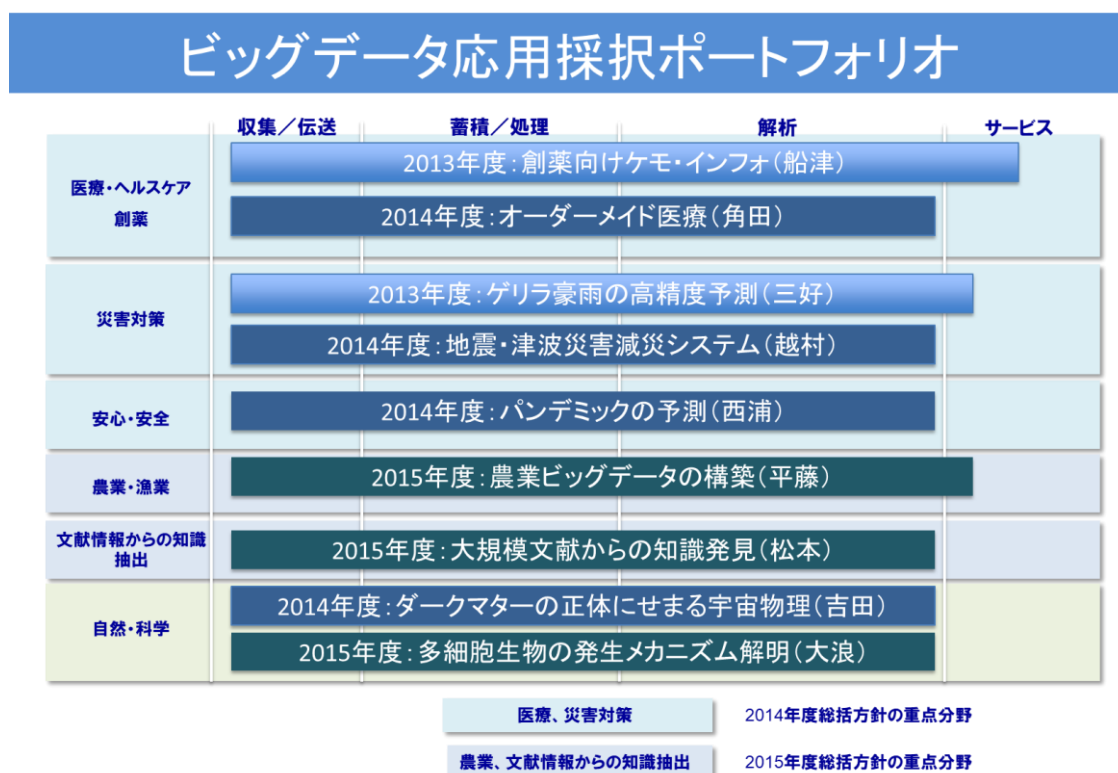 ビッグデータ応用採択ポートフォリオ
収集／伝送 蓄積／処理 解析 サービス
医療・ヘルスケア
創薬
2013年度：創薬向けケモ・インフォ（船津）
2014年度：オーダーメイド医療（角田）
災害対策
2013年度：ゲリラ豪雨の高精度予測（三好）
2014年度：地震・津波災害減災システム（越村）
安心・安全
2014年度：パンデミックの予測（西浦）
農業・漁業
2015年度：農業ビッグデータの構築（平藤）
文献情報からの知識
抽出
2015年度：大規模文献からの知識発見（松本）
自然・科学
2014年度：ダークマターの正体にせまる宇宙物理（吉田）
2015年度：多細胞生物の発生メカニズム解明（大浪）
医療、災害対策 2014年度総括方針の重点分野
農業、文献情報からの知識抽出 2015年度総括方針の重点分野